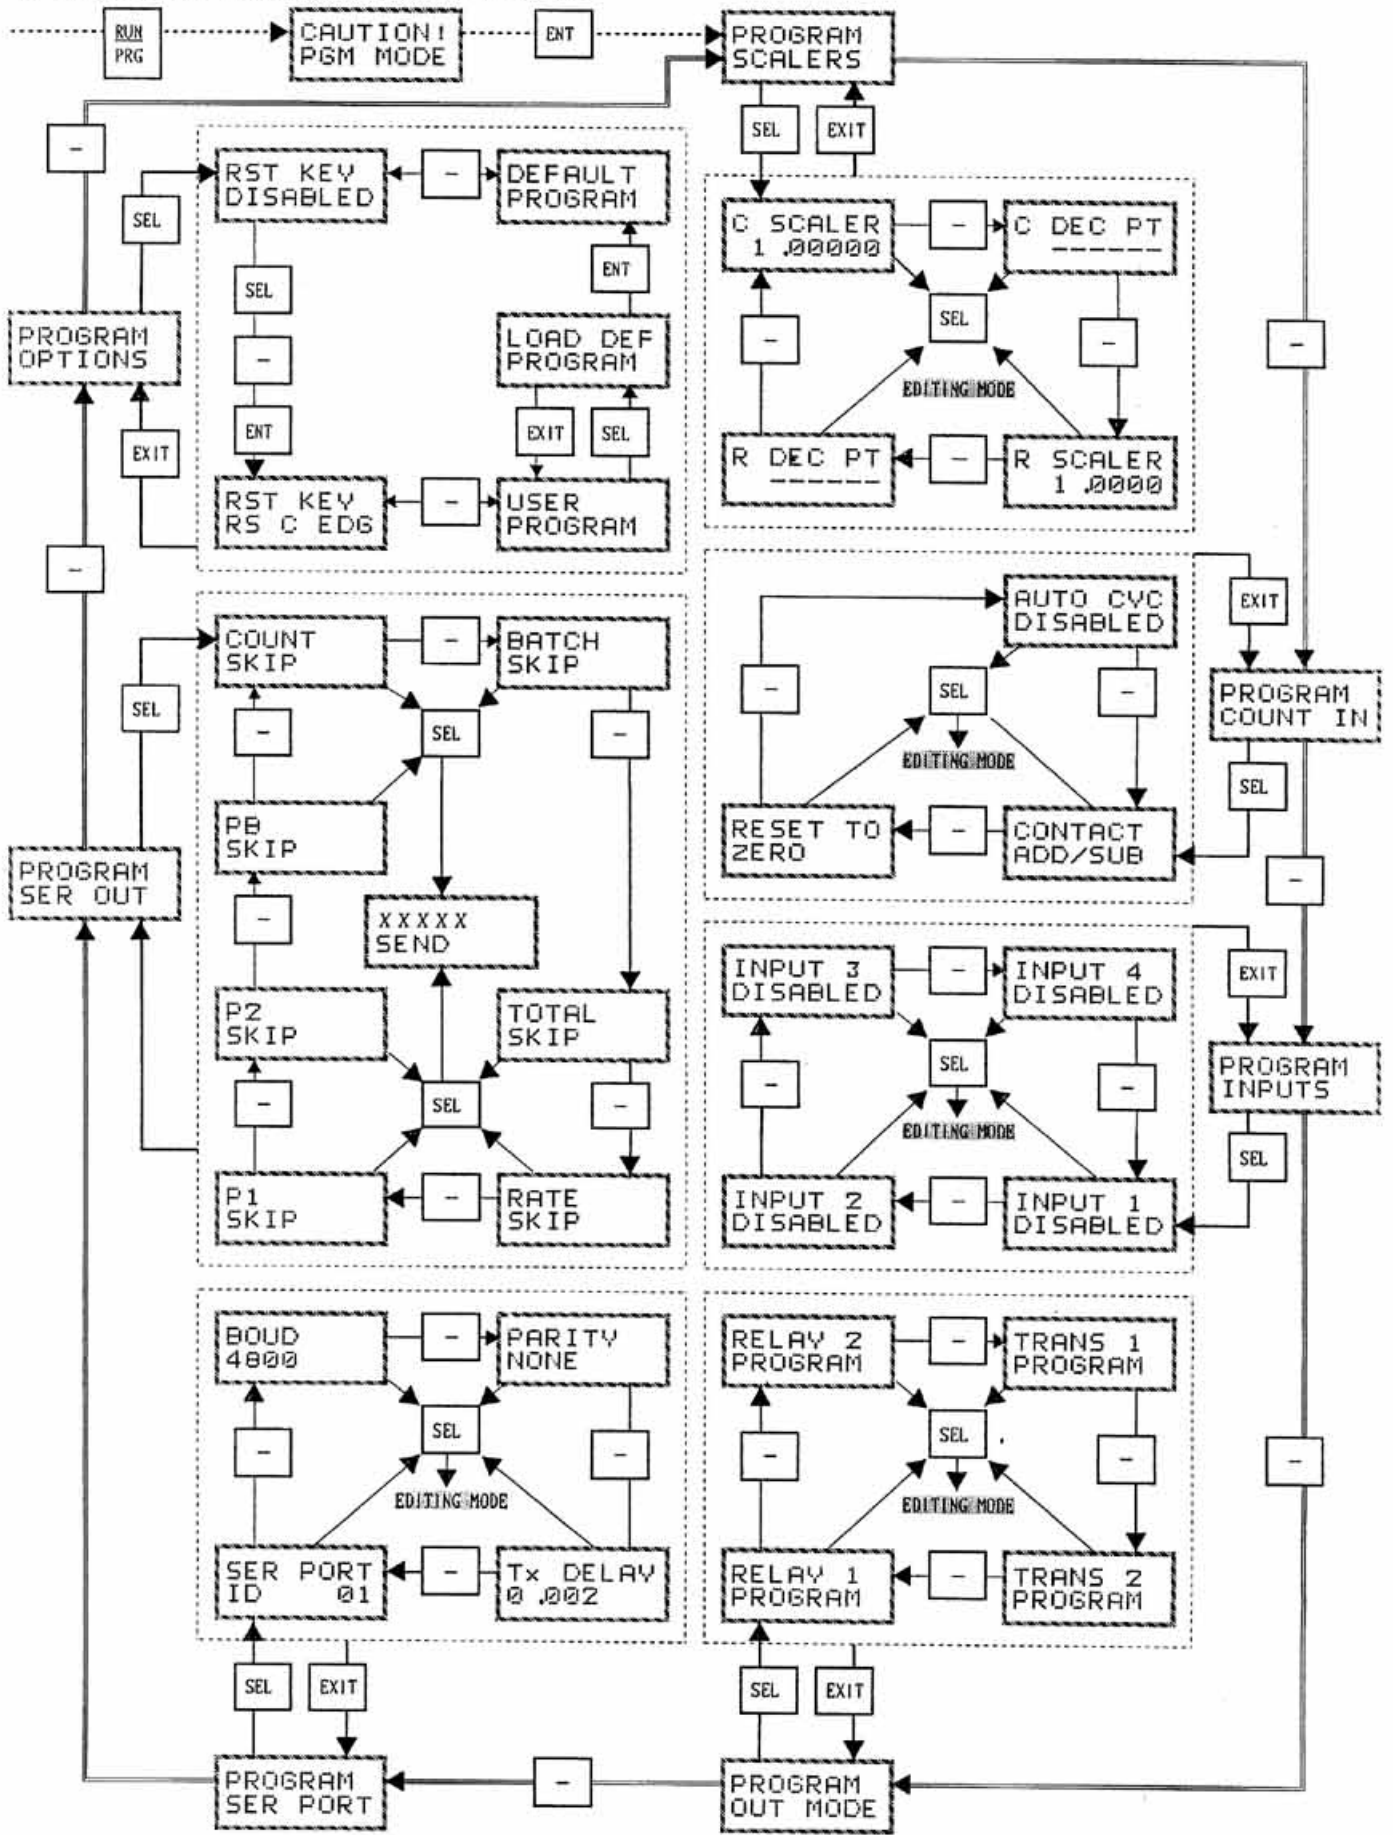 RUN
PRG
CAUTION!
PGM MODE
ENT
PROGRAM
SCALERS
-
SEL
EXIT
RST KEY
DISABLED
-
DEFAULT
PROGRAM
SEL
SEL
ENT
C SCALER
1.00000
-
C DEC PT
------
SEL
-
-
EDITING MODE
PROGRAM
OPTIONS
-
LOAD DEF
PROGRAM
-
EXIT
ENT
EXIT
SEL
R DEC PT
------
-
R SCALER
1.0000
RST KEY
RS C EDG
-
USER
PROGRAM
-
COUNT
SKIP
-
BATCH
SKIP
SEL
-
SEL
-
AUTO CYC
DISABLED
EXIT
-
SEL
-
EDITING MODE
PROGRAM
COUNT IN
SEL
PB
SKIP
RESET TO
ZERO
-
CONTACT
ADD/SUB
PROGRAM
SER OUT
-
XXXXX
SEND
-
INPUT 3
DISABLED
-
INPUT 4
DISABLED
EXIT
P2
SKIP
TOTAL
SKIP
-
SEL
-
-
SEL
-
EDITING MODE
PROGRAM
INPUTS
SEL
P1
SKIP
-
RATE
SKIP
INPUT 2
DISABLED
-
INPUT 1
DISABLED
BOUD
4800
-
PARITY
NONE
-
SEL
-
EDITING MODE
RELAY 2
PROGRAM
-
TRANS 1
PROGRAM
-
SEL
-
EDITING MODE
-
SER PORT
ID 01
-
Tx DELAY
0.002
RELAY 1
PROGRAM
-
TRANS 2
PROGRAM
SEL
EXIT
SEL
EXIT
PROGRAM
SER PORT
-
PROGRAM
OUT MODE